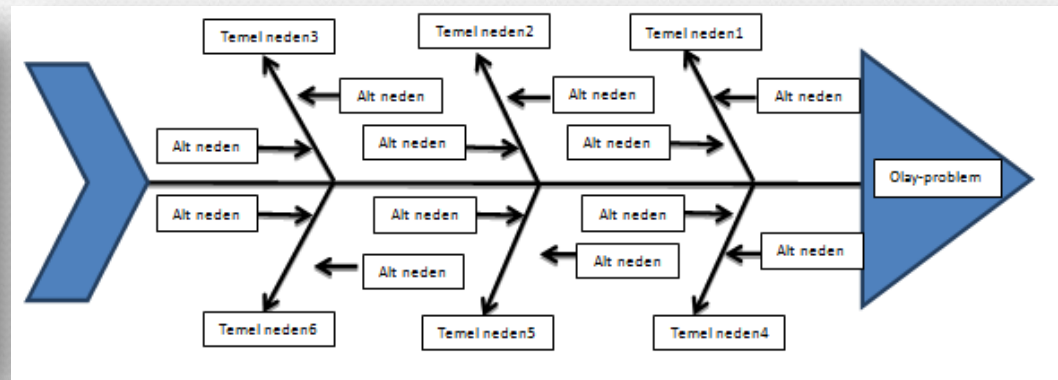 Temel neden3
Temel neden2
Temel neden1
Alt neden
Alt neden
Alt neden
Alt neden
Alt neden
Alt neden
Olay-problem
Alt neden
Alt neden
Alt neden
Alt neden
Alt neden
Alt neden
Temel neden6
Temel neden5
Temel neden4